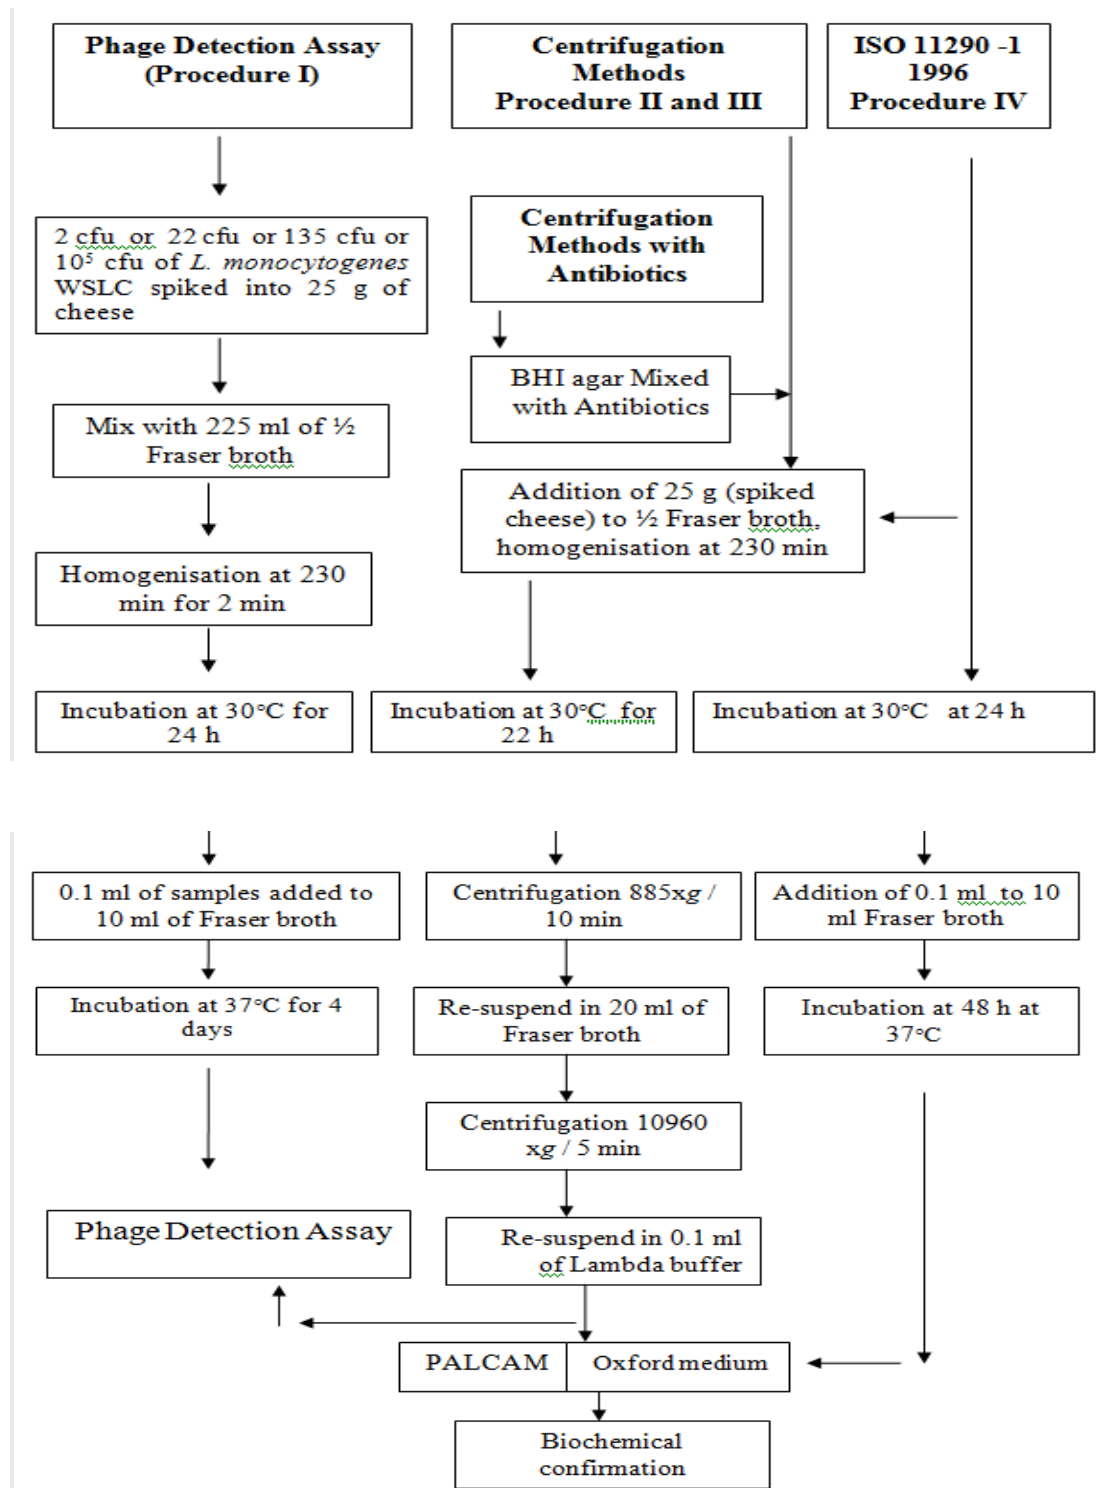 Phage Detection Assay
(Procedure I)
Centrifugation
Methods
Procedure II and III
ISO 11290 -1
1996
Procedure IV
2 cfu or 22 cfu or 135 cfu or
10⁵ cfu of L. monocytogenes
WSLC spiked into 25 g of
cheese
Centrifugation
Methods with
Antibiotics
BHI agar Mixed
with Antibiotics
Mix with 225 ml of ½
Fraser broth
Addition of 25 g (spiked
cheese) to ½ Fraser broth,
homogenisation at 230 min
Homogenisation at 230
min for 2 min
Incubation at 30°C for
24 h
Incubation at 30°C for
22 h
Incubation at 30°C at 24 h
0.1 ml of samples added to
10 ml of Fraser broth
Centrifugation 885xg /
10 min
Addition of 0.1 ml to 10
ml Fraser broth
Incubation at 37°C for 4
days
Re-suspend in 20 ml of
Fraser broth
Incubation at 48 h at
37°C
Centrifugation 10960
xg / 5 min
Phage Detection Assay
Re-suspend in 0.1 ml
of Lambda buffer
PALCAM
Oxford medium
Biochemical
confirmation